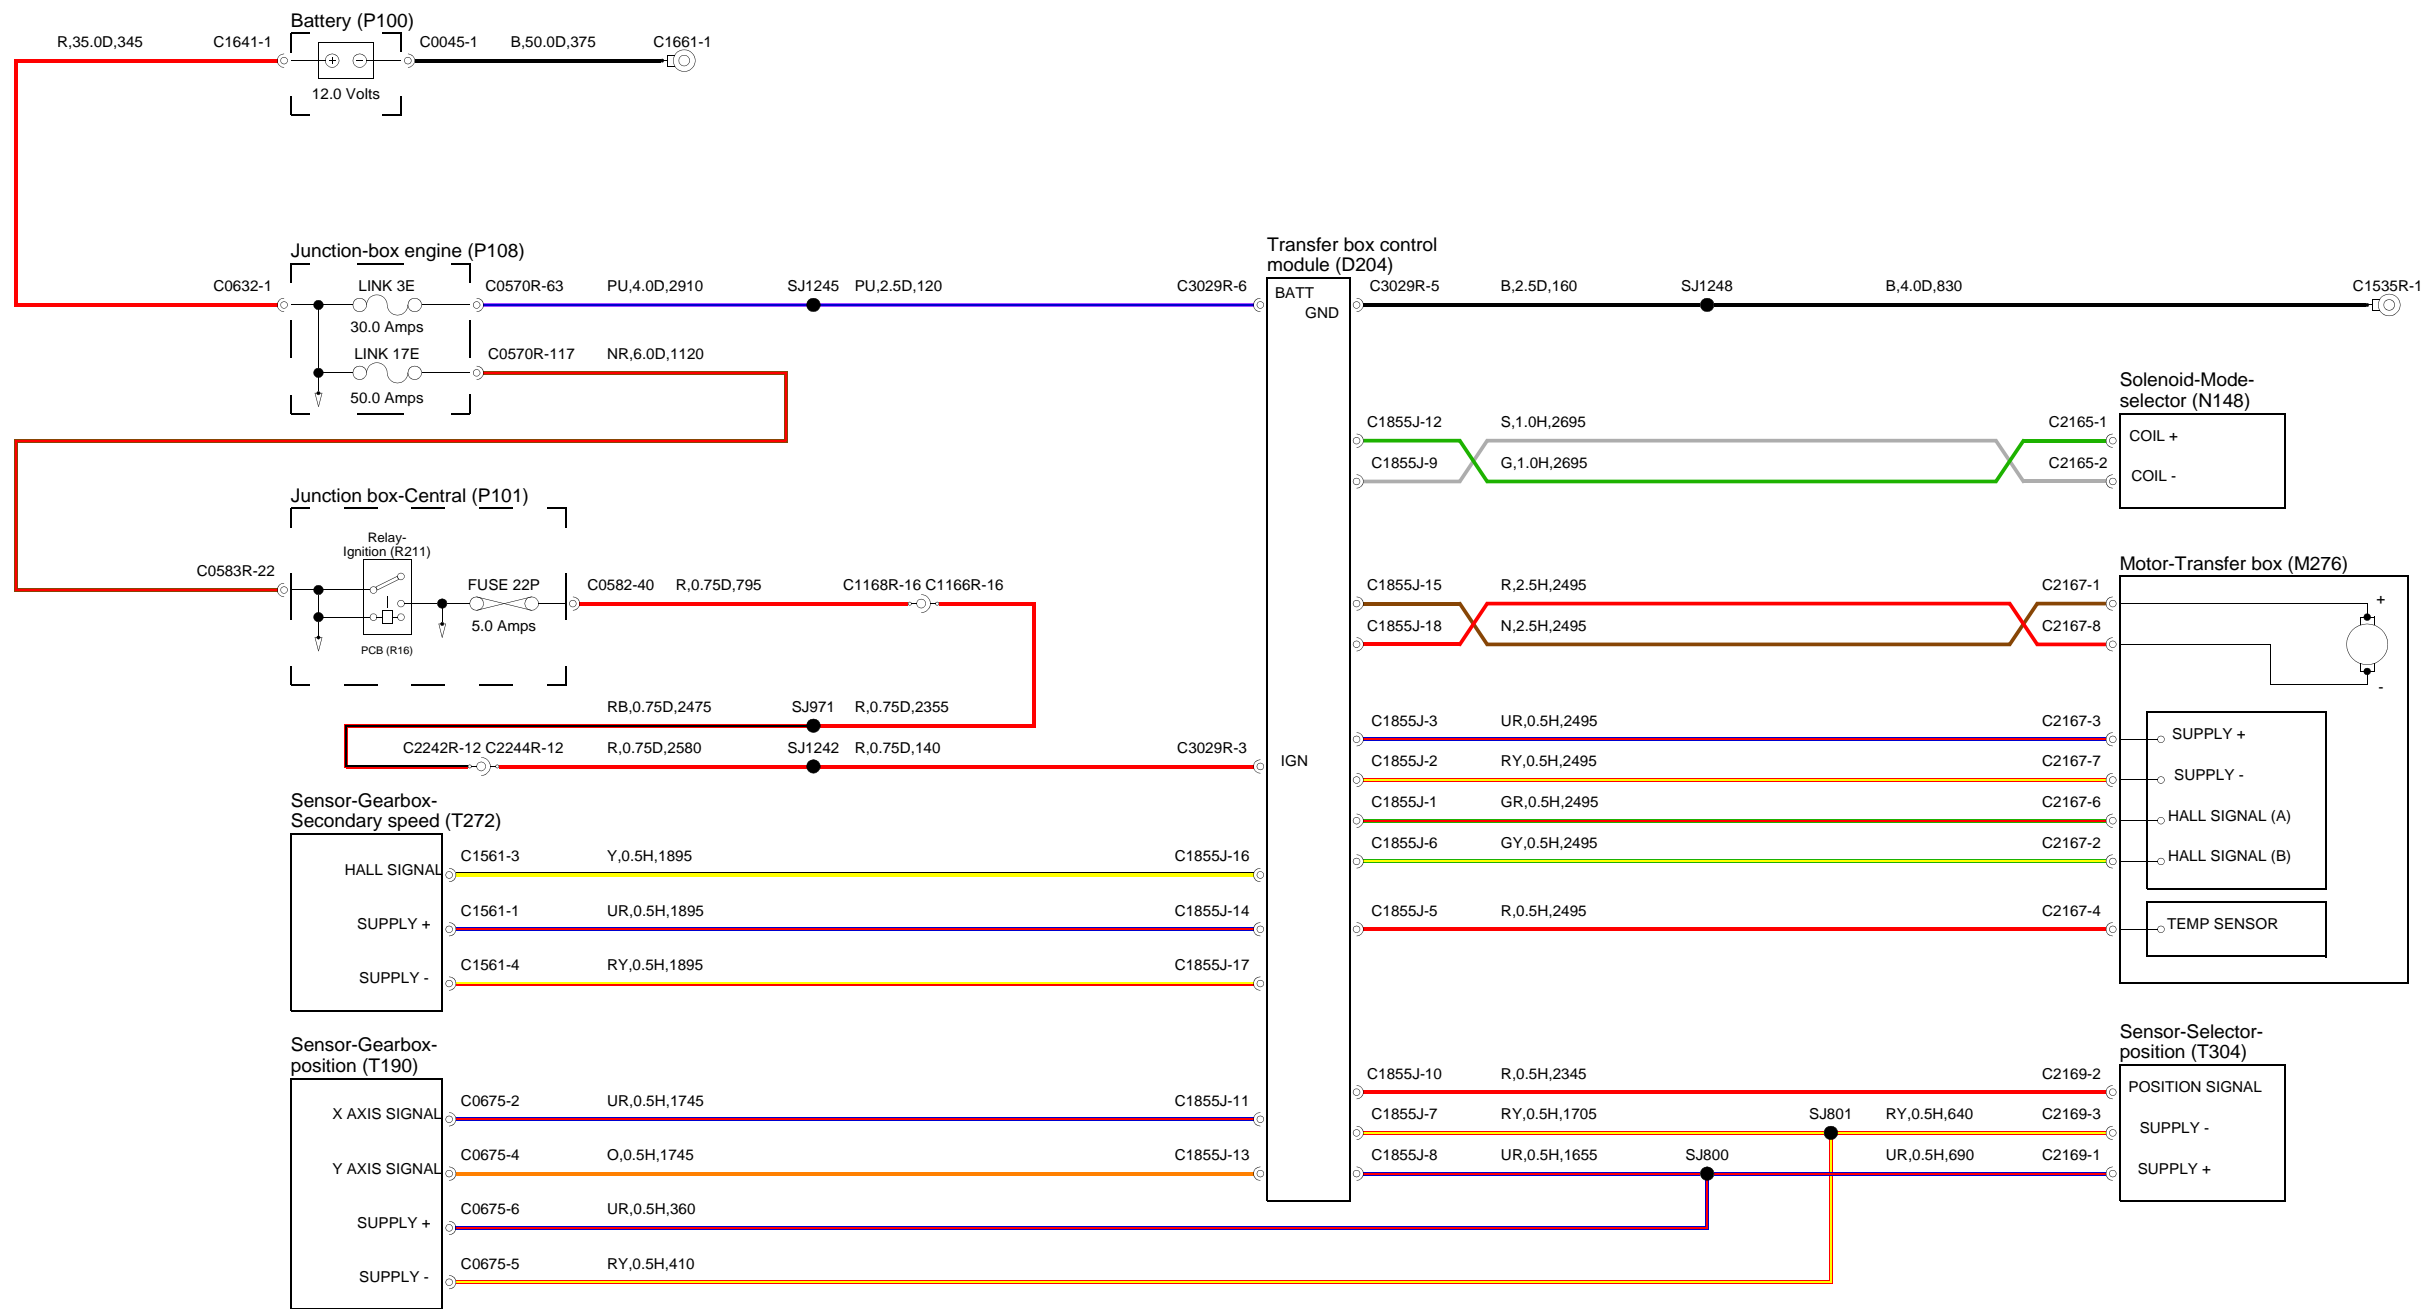 Battery (P100)
R,35.0D,345
C1641-1
C0045-1
B,50.0D,375
C1661-1
12.0 Volts
Junction-box engine (P108)
C0632-1
LINK 3E
30.0 Amps
C0570R-63
PU,4.0D,2910
SJ1245
PU,2.5D,120
C3029R-6
LINK 17E
50.0 Amps
C0570R-117
NR,6.0D,1120
Transfer box control
module (D204)
BATT
GND
C3029R-5
B,2.5D,160
SJ1248
B,4.0D,830
C1535R-1
Solenoid-Mode-
selector (N148)
C1855J-12
S,1.0H,2695
C2165-1
COIL +
C1855J-9
G,1.0H,2695
C2165-2
COIL -
Junction box-Central (P101)
Relay-
Ignition (R211)
C0583R-22
FUSE 22P
5.0 Amps
PCB (R16)
C0582-40
R,0.75D,795
C1168R-16 C1166R-16
Motor-Transfer box (M276)
C1855J-15
R,2.5H,2495
C2167-1
+
C1855J-18
N,2.5H,2495
C2167-8
-
RB,0.75D,2475
SJ971
R,0.75D,2355
C2242R-12 C2244R-12
R,0.75D,2580
SJ1242
R,0.75D,140
C3029R-3
IGN
C1855J-3
UR,0.5H,2495
C2167-3
SUPPLY +
C1855J-2
RY,0.5H,2495
C2167-7
SUPPLY -
C1855J-1
GR,0.5H,2495
C2167-6
HALL SIGNAL (A)
C1855J-6
GY,0.5H,2495
C2167-2
HALL SIGNAL (B)
C1855J-5
R,0.5H,2495
C2167-4
TEMP SENSOR
Sensor-Gearbox-
Secondary speed (T272)
HALL SIGNAL
C1561-3
Y,0.5H,1895
C1855J-16
SUPPLY +
C1561-1
UR,0.5H,1895
C1855J-14
SUPPLY -
C1561-4
RY,0.5H,1895
C1855J-17
Sensor-Gearbox-
position (T190)
X AXIS SIGNAL
C0675-2
UR,0.5H,1745
C1855J-11
Y AXIS SIGNAL
C0675-4
O,0.5H,1745
C1855J-13
SUPPLY +
C0675-6
UR,0.5H,360
SUPPLY -
C0675-5
RY,0.5H,410
Sensor-Selector-
position (T304)
C1855J-10
R,0.5H,2345
C2169-2
POSITION SIGNAL
C1855J-7
RY,0.5H,1705
SJ801
RY,0.5H,640
C2169-3
SUPPLY -
C1855J-8
UR,0.5H,1655
SJ800
UR,0.5H,690
C2169-1
SUPPLY +